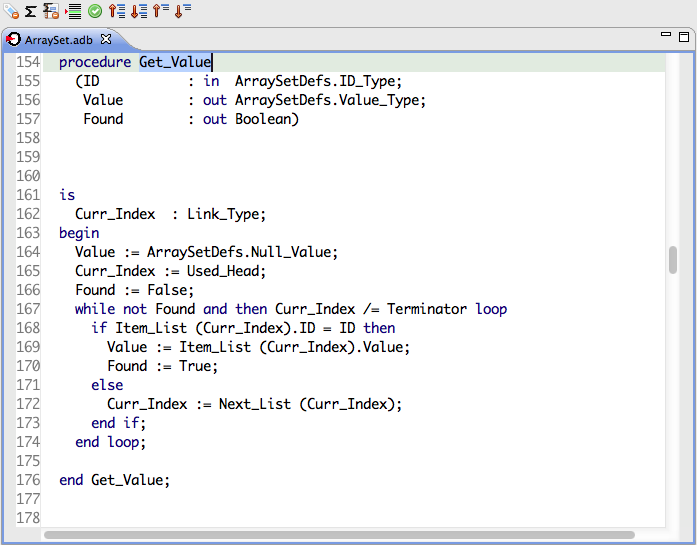 ArraySet.adb
154 procedure Get_Value
155   (ID           : in  ArraySetDefs.ID_Type;
156    Value        : out ArraySetDefs.Value_Type;
157    Found        : out Boolean)
158
159
160
161 is
162   Curr_Index  : Link_Type;
163 begin
164   Value := ArraySetDefs.Null_Value;
165   Curr_Index := Used_Head;
166   Found := False;
167   while not Found and then Curr_Index /= Terminator loop
168     if Item_List (Curr_Index).ID = ID then
169       Value := Item_List (Curr_Index).Value;
170       Found := True;
171     else
172       Curr_Index := Next_List (Curr_Index);
173     end if;
174   end loop;
175
176 end Get_Value;
177
178